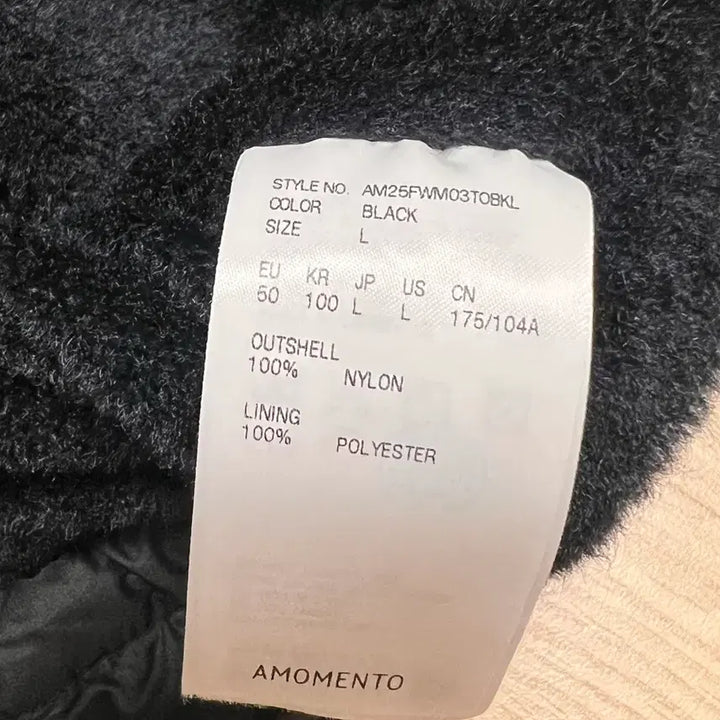 STYLE NO. AM25FWM03TOBKL
COLOR BLACK
SIZE L
EU KR JP US CN
50 100 L L 175/104A
OUTSHELL
100% NYLON
LINING
100% POLYESTER
AMOMENTO